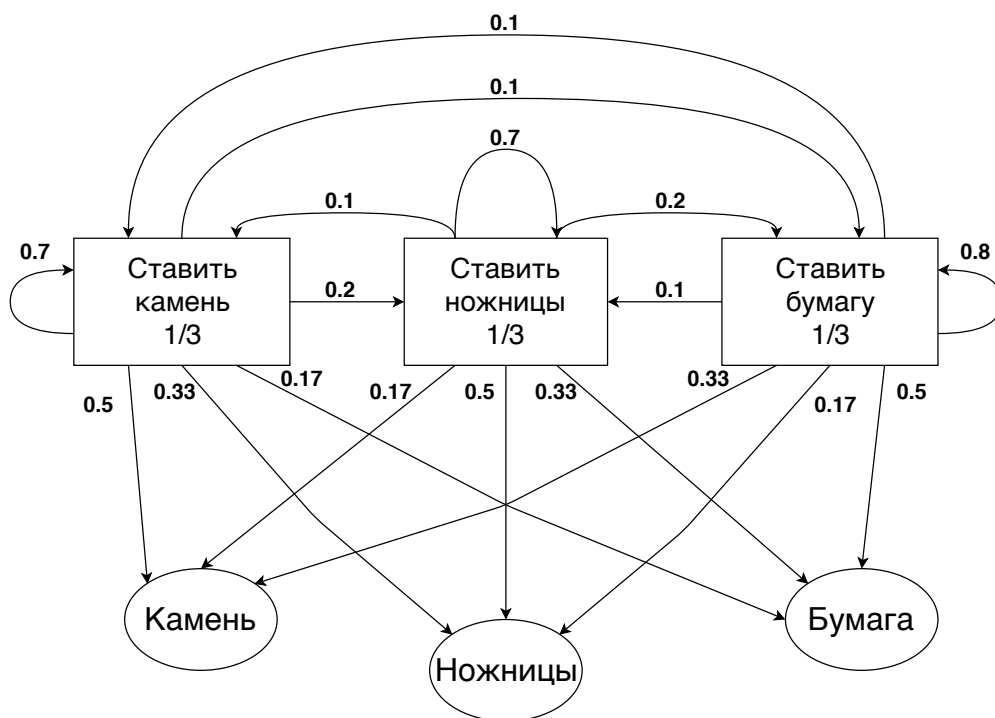 0.1
0.1
0.7
0.1
0.2
0.7
Ставить
камень
1/3
0.2
Ставить
ножницы
1/3
0.1
Ставить
бумагу
1/3
0.8
0.5
0.33
0.17
0.17
0.5
0.33
0.33
0.17
0.5
Камень
Ножницы
Бумага